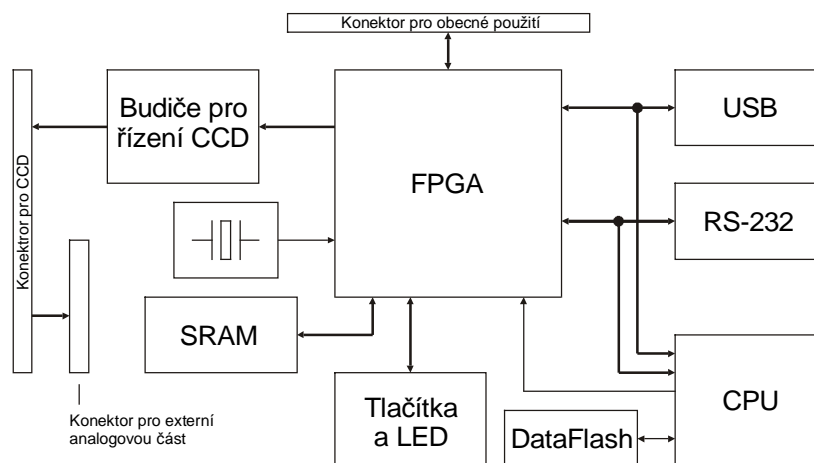 Konektor pro obecné použití
Budiče pro
řízení CCD
FPGA
USB
RS-232
Konektror pro CCD
SRAM
Tlačítka
a LED
CPU
DataFlash
Konektor pro externí
analogovou část